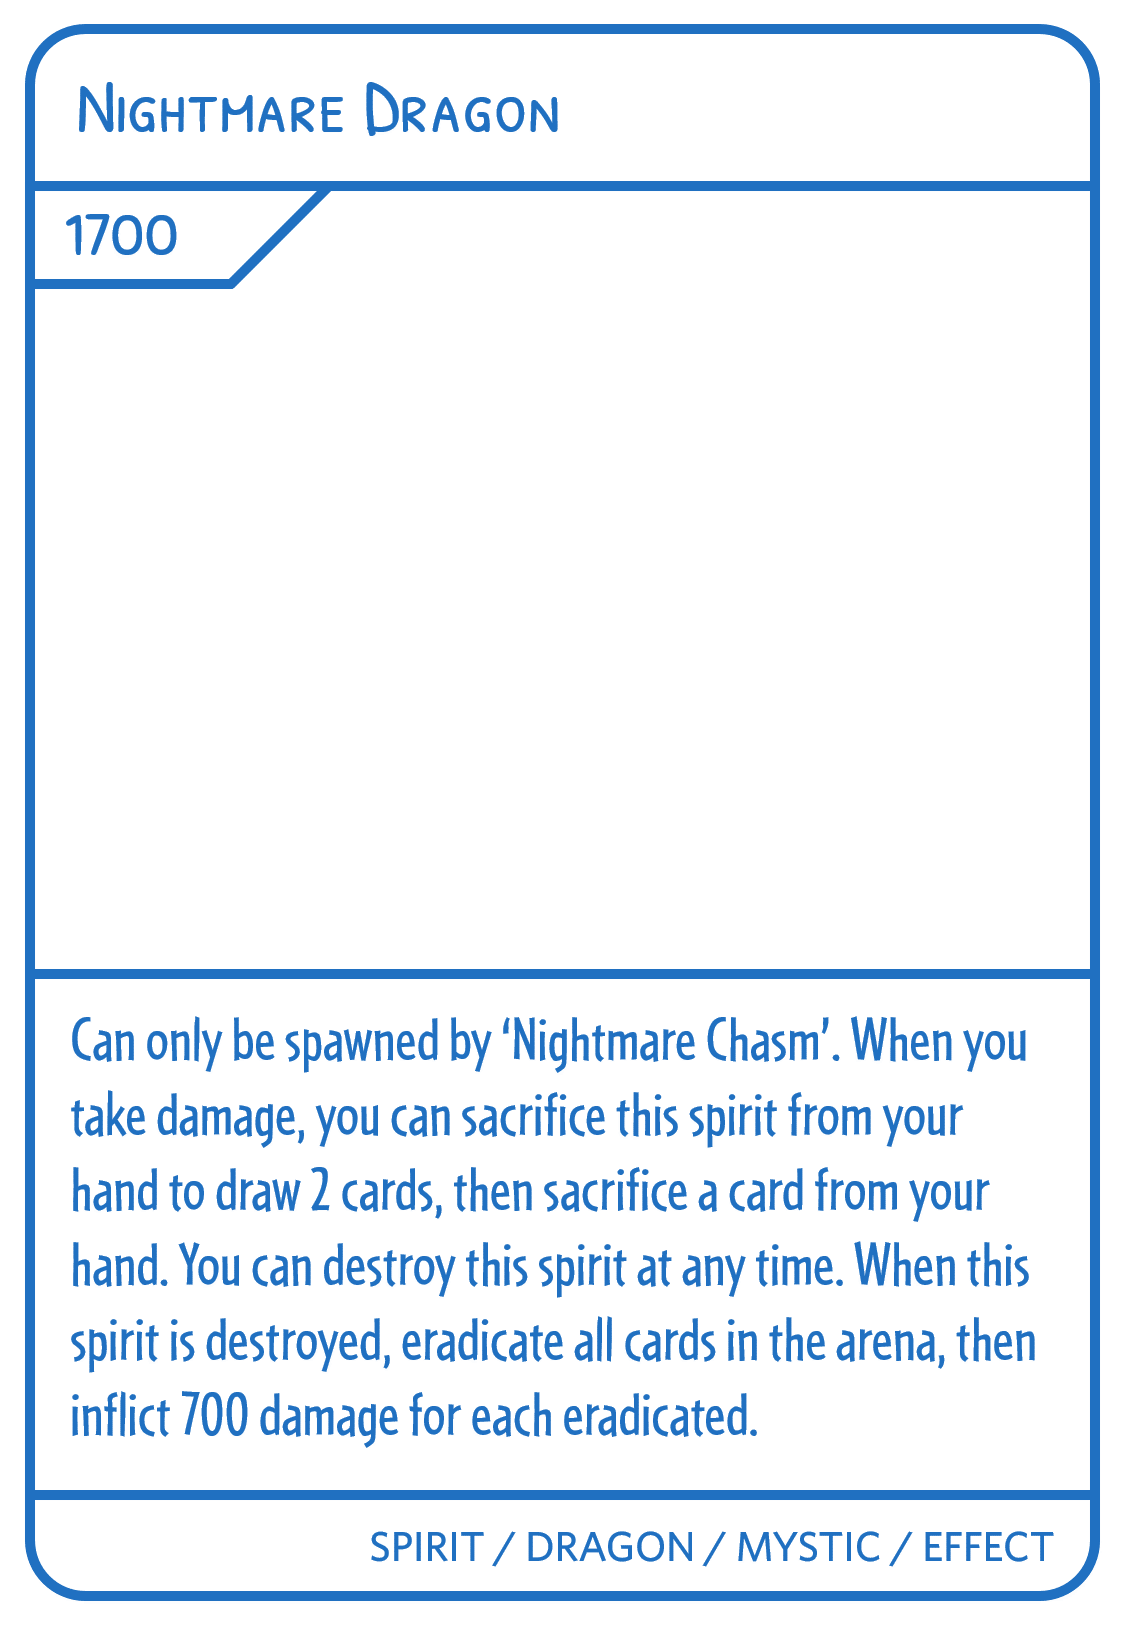 Nightmare Dragon
1700
Can only be spawned by ‘Nightmare Chasm’. When you
take damage, you can sacrifice this spirit from your
hand to draw 2 cards, then sacrifice a card from your
hand. You can destroy this spirit at any time. When this
spirit is destroyed, eradicate all cards in the arena, then
inflict 700 damage for each eradicated.
SPIRIT / DRAGON / MYSTIC / EFFECT